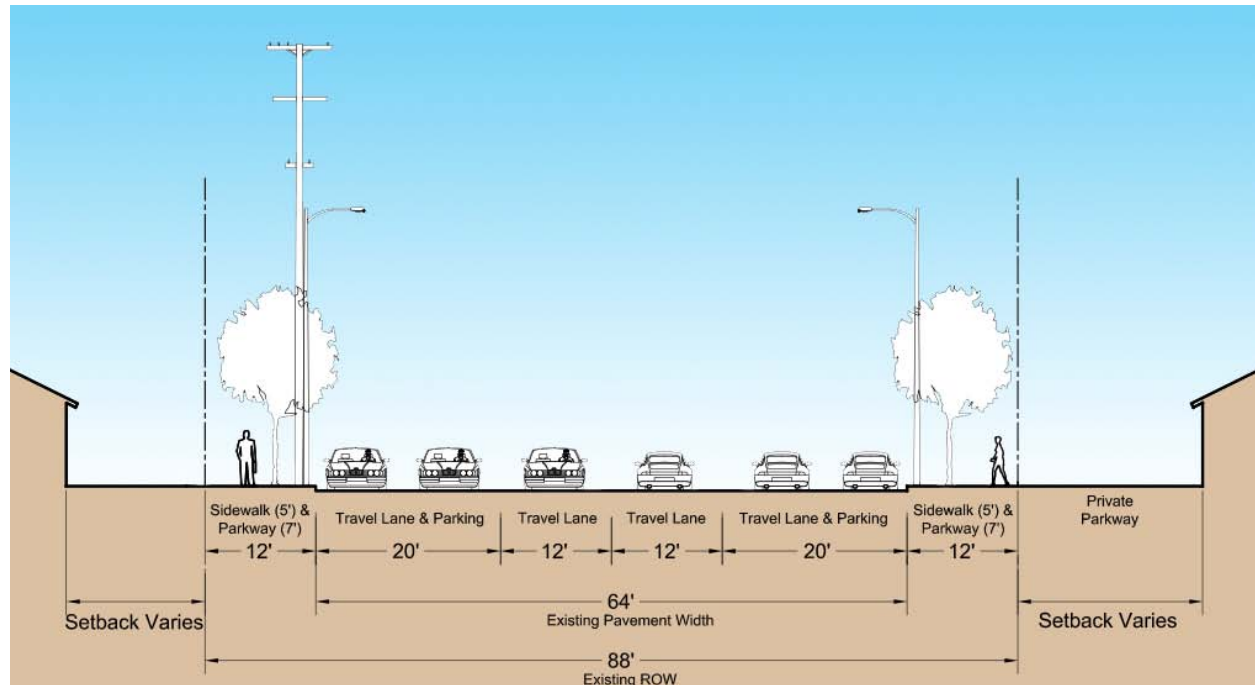 Sidewalk (5') &
Parkway (7')
12'
Travel Lane & Parking
20'
Travel Lane
12'
Travel Lane
12'
Travel Lane & Parking
20'
Sidewalk (5') &
Parkway (7')
12'
Private
Parkway
Setback Varies
64'
Existing Pavement Width
Setback Varies
88'
Existing ROW